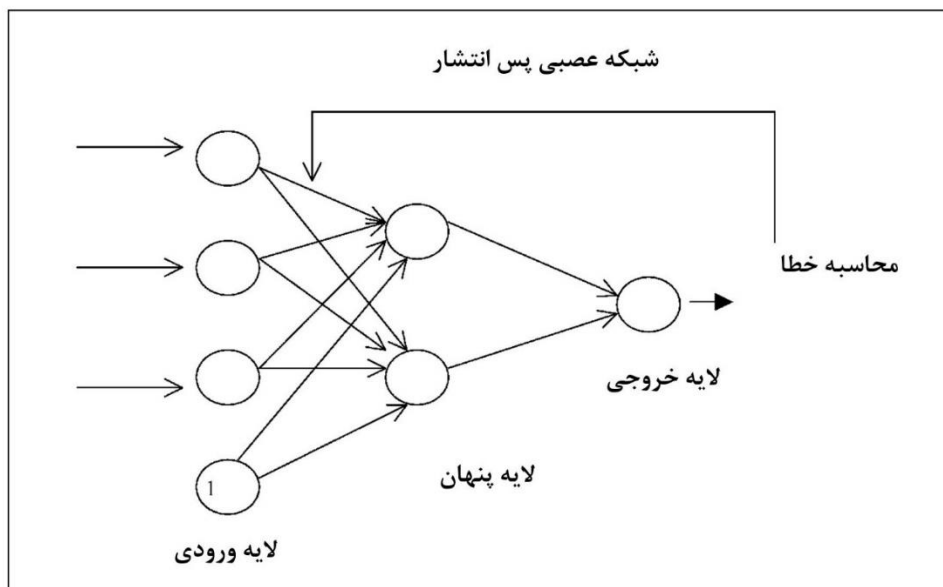 شبکه عصبی پس انتشار
محاسبه خطا
لایه خروجی
لایه پنهان
1
لایه ورودی